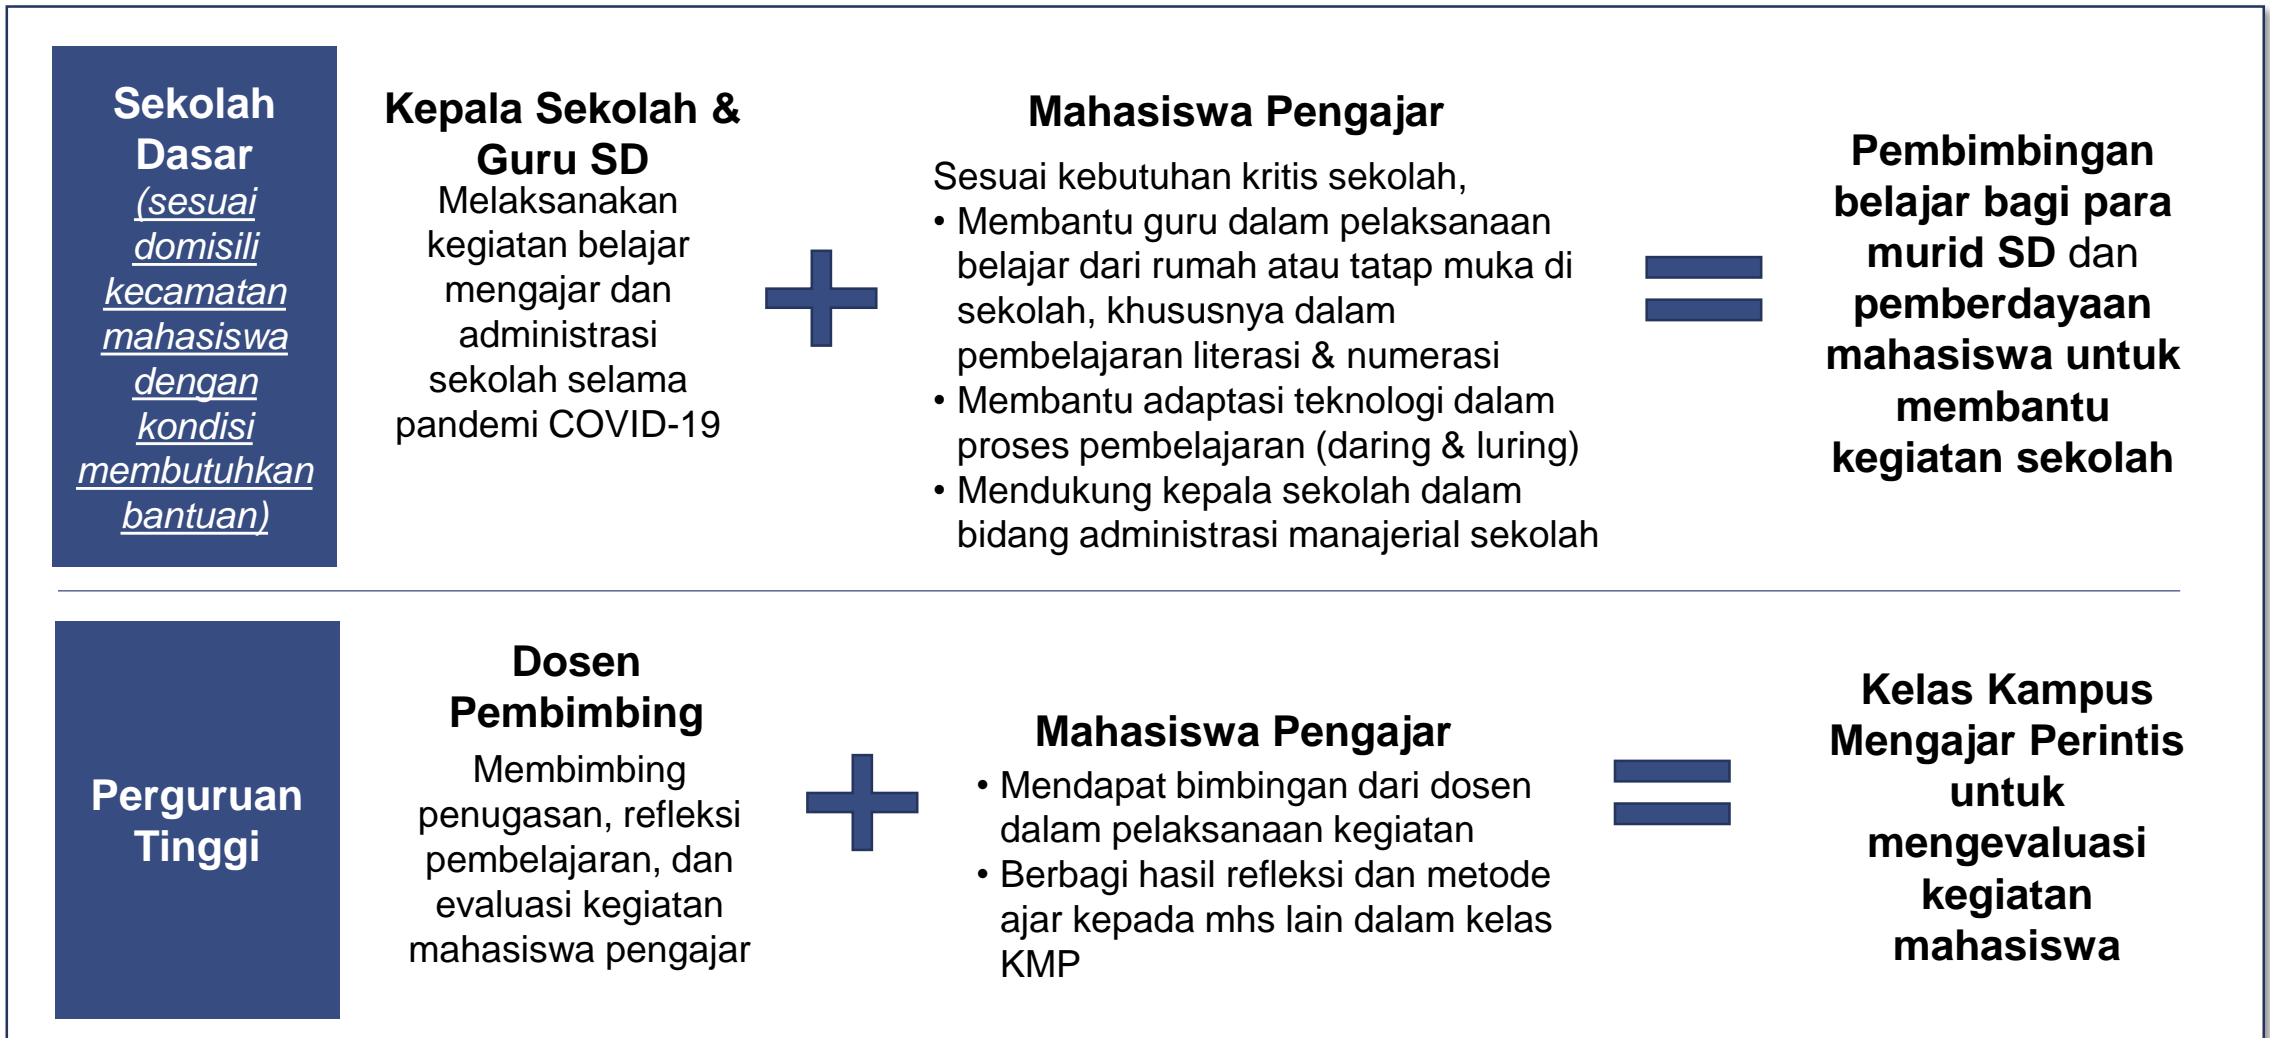 Sekolah
Dasar
(sesuai
domisili
kecamatan
mahasiswa
dengan
kondisi
membutuhkan
bantuan)
Kepala Sekolah &
Guru SD
Melaksanakan
kegiatan belajar
mengajar dan
administrasi
sekolah selama
pandemi COVID-19
Mahasiswa Pengajar
Sesuai kebutuhan kritis sekolah,
• Membantu guru dalam pelaksanaan
belajar dari rumah atau tatap muka di
sekolah, khususnya dalam
pembelajaran literasi & numerasi
• Membantu adaptasi teknologi dalam
proses pembelajaran (daring & luring)
• Mendukung kepala sekolah dalam
bidang administrasi manajerial sekolah
Pembimbingan
belajar bagi para
murid SD dan
pemberdayaan
mahasiswa untuk
membantu
kegiatan sekolah
Perguruan
Tinggi
Dosen
Pembimbing
Membimbing
penugasan, refleksi
pembelajaran, dan
evaluasi kegiatan
mahasiswa pengajar
Mahasiswa Pengajar
• Mendapat bimbingan dari dosen
dalam pelaksanaan kegiatan
• Berbagi hasil refleksi dan metode
ajar kepada mhs lain dalam kelas
KMP
Kelas Kampus
Mengajar Perintis
untuk
mengevaluasi
kegiatan
mahasiswa